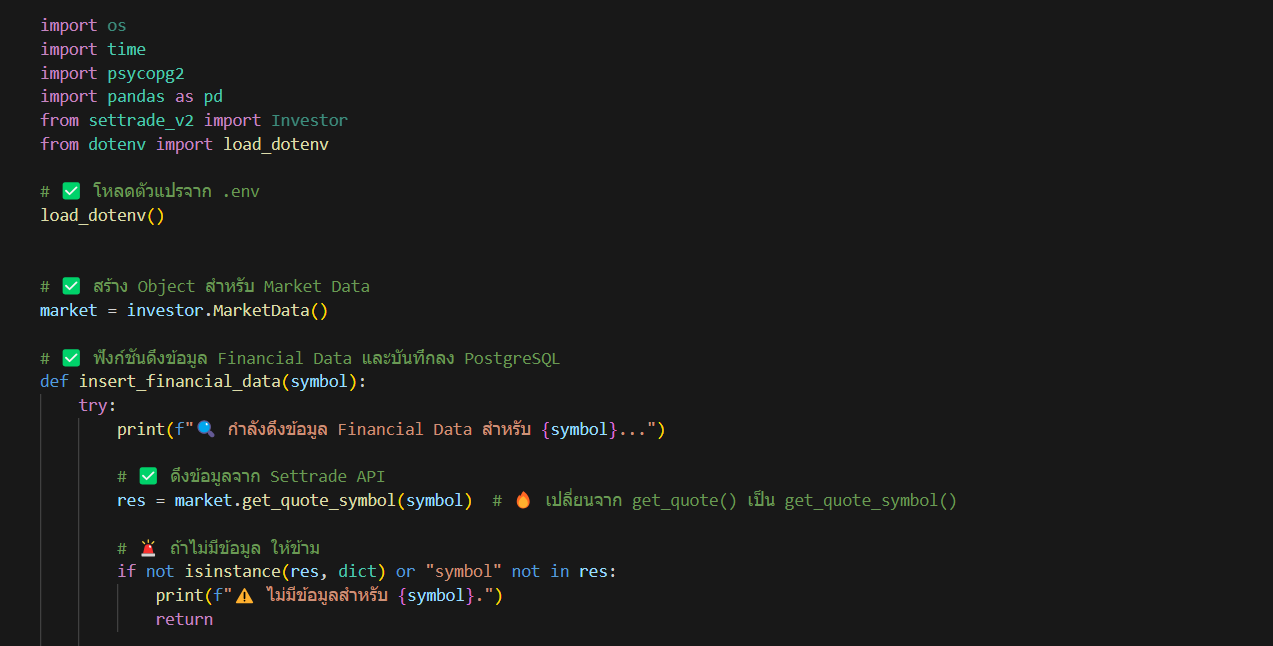 import os
import time
import psycopg2
import pandas as pd
from settrade_v2 import Investor
from dotenv import load_dotenv
# ✅ โหลดตัวแปรจาก .env
load_dotenv()
# ✅ สร้าง Object สำหรับ Market Data
market = investor.MarketData()
# ✅ ฟังก์ชันดึงข้อมูล Financial Data และบันทึกลง PostgreSQL
def insert_financial_data(symbol):
    try:
        print(f"🔍 กำลังดึงข้อมูล Financial Data สำหรับ {symbol}...")
        # ✅ ดึงข้อมูลจาก Settrade API
        res = market.get_quote_symbol(symbol)  # 🔥 เปลี่ยนจาก get_quote() เป็น get_quote_symbol()
        # 🚨 ถ้าไม่มีข้อมูล ให้ข้าม
        if not isinstance(res, dict) or "symbol" not in res:
            print(f"⚠️ ไม่มีข้อมูลสำหรับ {symbol}.")
            return